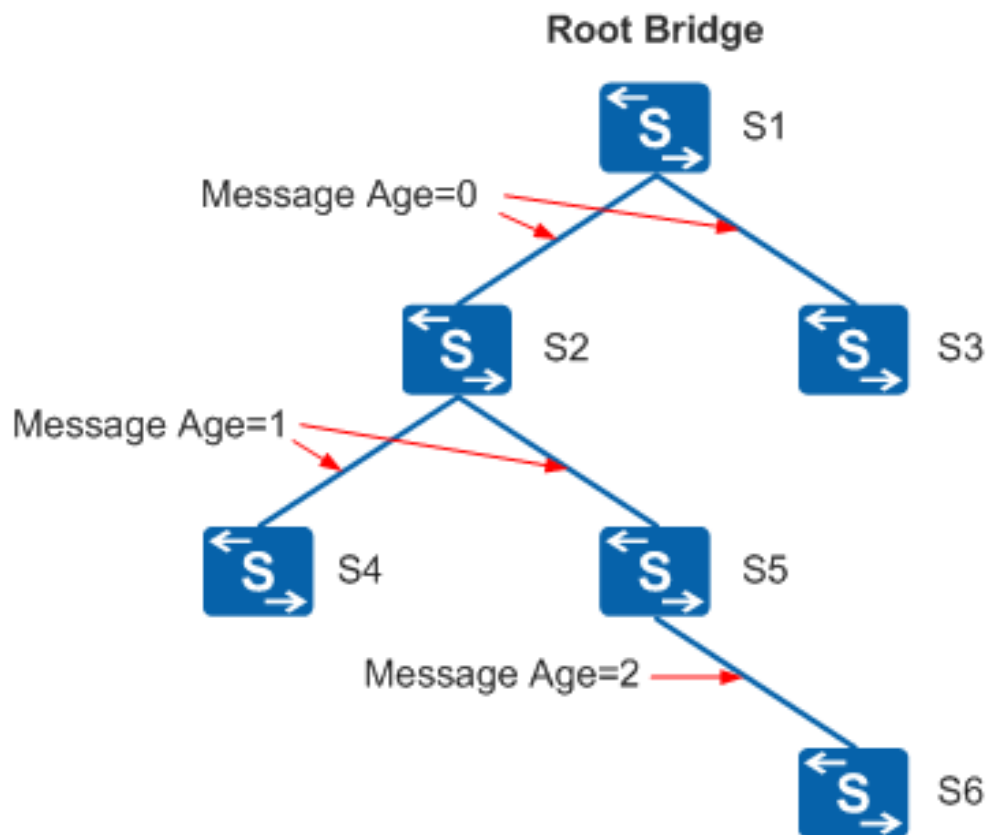 Root Bridge
S S1
Message Age=0
S S2
S S3
Message Age=1
S S4
S S5
Message Age=2
S S6